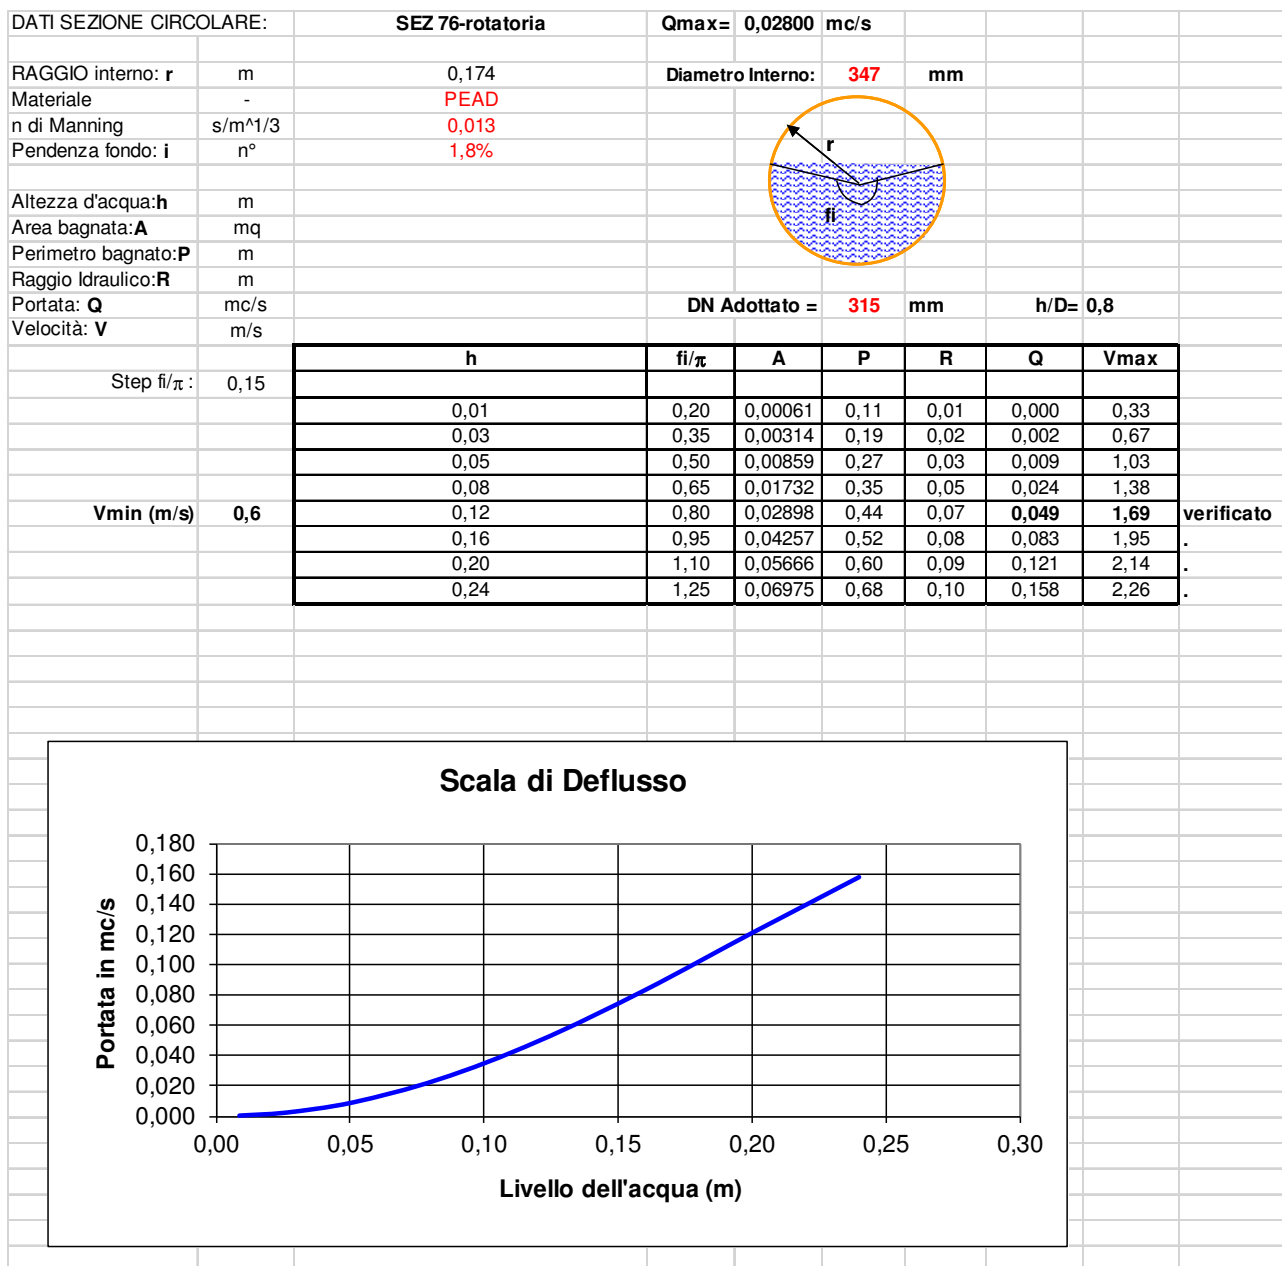 DATI SEZIONE CIRCOLARE: SEZ 76-rotatoria Qmax= 0,02800 mc/s
RAGGIO interno: r m 0,174 Diametro Interno: 347 mm
Materiale - PEAD
n di Manning s/m^1/3 0,013
Pendenza fondo: i n° 1,8%
r
Altezza d'acqua:h m
fi
Area bagnata:A mq
Perimetro bagnato:P m
Raggio Idraulico:R m
Portata: Q mc/s DN Adottato = 315 mm h/D= 0,8
Velocità: V m/s
h fi/π A P R Q Vmax
Step fi/π : 0,15
0,01 0,20 0,00061 0,11 0,01 0,000 0,33
0,03 0,35 0,00314 0,19 0,02 0,002 0,67
0,05 0,50 0,00859 0,27 0,03 0,009 1,03
0,08 0,65 0,01732 0,35 0,05 0,024 1,38
Vmin (m/s) 0,6 0,12 0,80 0,02898 0,44 0,07 0,049 1,69 verificato
0,16 0,95 0,04257 0,52 0,08 0,083 1,95 .
0,20 1,10 0,05666 0,60 0,09 0,121 2,14 .
0,24 1,25 0,06975 0,68 0,10 0,158 2,26 .
Scala di Deflusso
Portata in mc/s
0,180
0,160
0,140
0,120
0,100
0,080
0,060
0,040
0,020
0,000
0,00 0,05 0,10 0,15 0,20 0,25 0,30
Livello dell'acqua (m)